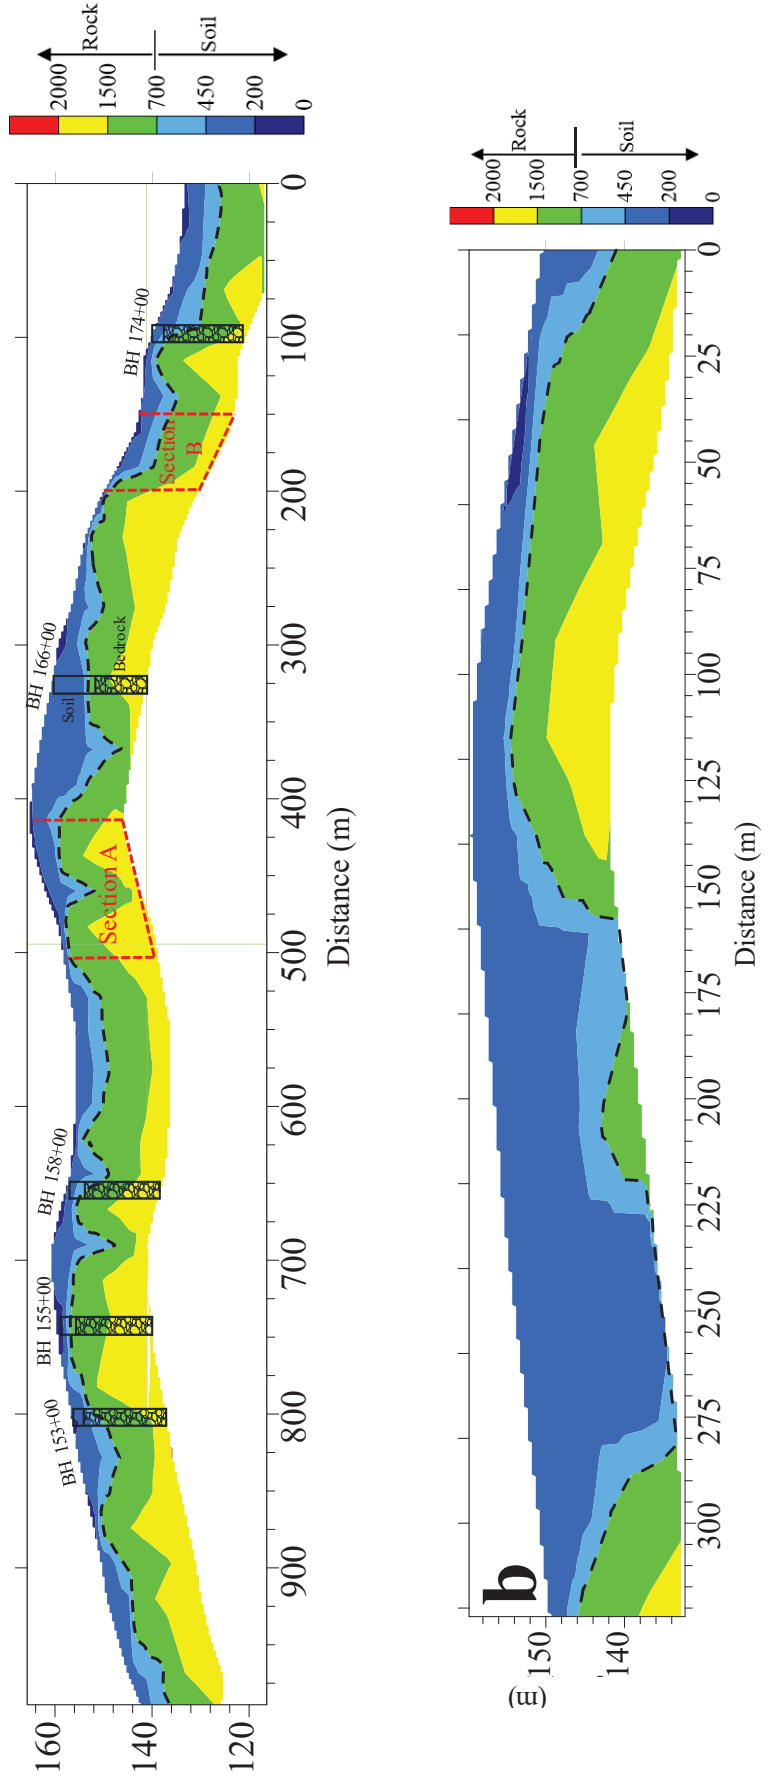 Rock
Soil
2000
1500
700
450
200
0
BH 153+00
BH 155+00
BH 158+00
BH 166+00
BH 174+00
Soil
Bedrock
Section A
Section
B
160
140
120
900
800
700
600
500
400
300
200
100
0
Distance (m)
b
Rock
Soil
2000
1500
700
450
200
0
(m)
150
140
300
275
250
225
200
175
150
125
100
75
50
25
0
Distance (m)